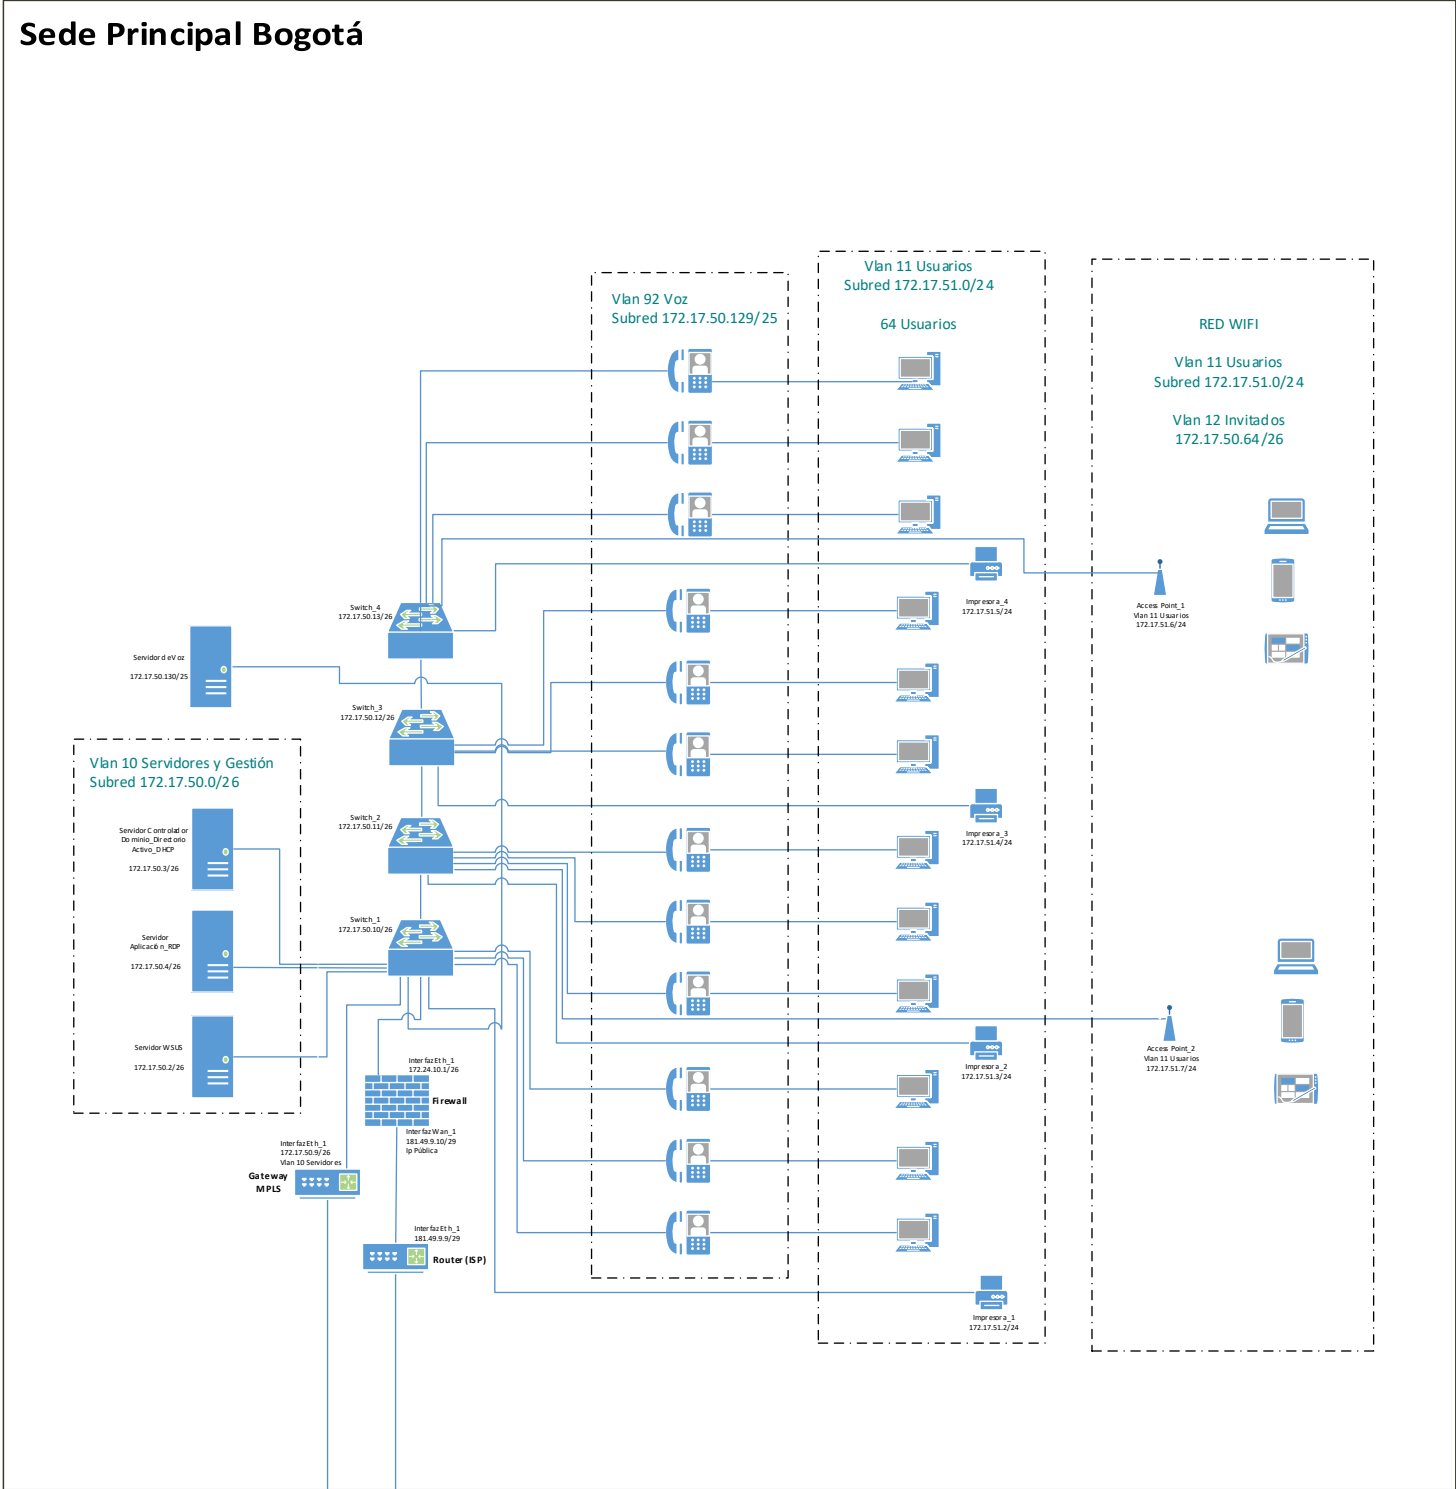 Sede Principal Bogotá
Vlan 92 Voz
Subred 172.17.50.129/25
Vlan 11 Usuarios
Subred 172.17.51.0/24
64 Usuarios
RED WIFI
Vlan 11 Usuarios
Subred 172.17.51.0/24
Vlan 12 Invitados
172.17.50.64/26
Switch_4
172.17.50.13/26
Impresora_4
172.17.51.5/24
Access Point_1
Vlan 11 Usuarios
172.17.51.6/24
Servidor de Voz
172.17.50.130/25
Switch_3
172.17.50.12/26
Vlan 10 Servidores y Gestión
Subred 172.17.50.0/26
Servidor Controlador
Dominio_Directorio
Activo_DHCP
172.17.50.3/26
Switch_2
172.17.50.11/26
Impresora_3
172.17.51.4/24
Servidor
Aplicación_RDP
172.17.50.4/26
Switch_1
172.17.50.10/26
Servidor WSUS
172.17.50.2/26
Interfaz Eth_1
172.24.10.1/26
Firewall
Interfaz Wan_1
181.49.9.10/29
Ip Pública
Impresora_2
172.17.51.3/24
Access Point_2
Vlan 11 Usuarios
172.17.51.7/24
Interfaz Eth_1
172.17.50.9/26
Vlan 10 Servidores
Gateway
MPLS
Interfaz Eth_1
181.49.9.9/29
Router (ISP)
Impresora_1
172.17.51.2/24